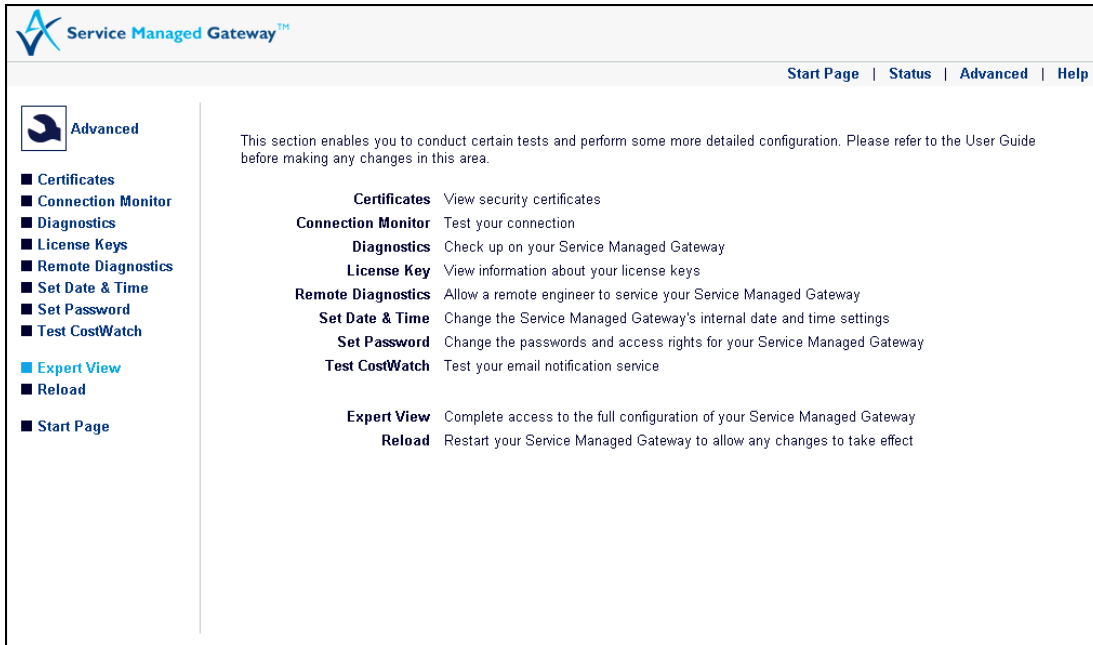 Service Managed Gateway™
Start Page | Status | Advanced | Help
Advanced
Certificates
Connection Monitor
Diagnostics
License Keys
Remote Diagnostics
Set Date & Time
Set Password
Test CostWatch
Expert View
Reload
Start Page
This section enables you to conduct certain tests and perform some more detailed configuration. Please refer to the User Guide
before making any changes in this area.
Certificates View security certificates
Connection Monitor Test your connection
Diagnostics Check up on your Service Managed Gateway
License Key View information about your license keys
Remote Diagnostics Allow a remote engineer to service your Service Managed Gateway
Set Date & Time Change the Service Managed Gateway's internal date and time settings
Set Password Change the passwords and access rights for your Service Managed Gateway
Test CostWatch Test your email notification service
Expert View Complete access to the full configuration of your Service Managed Gateway
Reload Restart your Service Managed Gateway to allow any changes to take effect